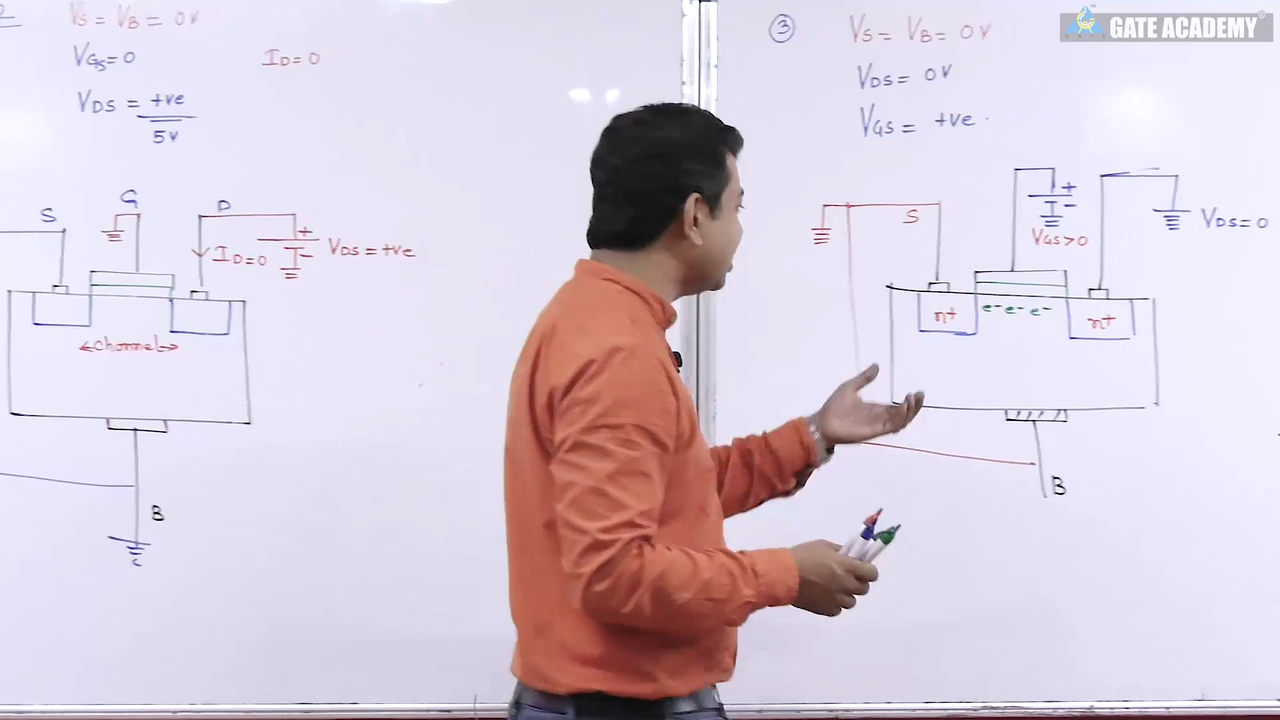 2
VS = VB = 0V
VGS=0
ID=0
VDS = +ve
5V
S
G
D
+
-
ID=0
VDS=+ve
<channel>
B
③
VS = VB = 0V
VDS = 0V
VGS = +ve
S
+
-
VGS>0
VDS=0
n+
e- e- e-
n+
B
GATE ACADEMY